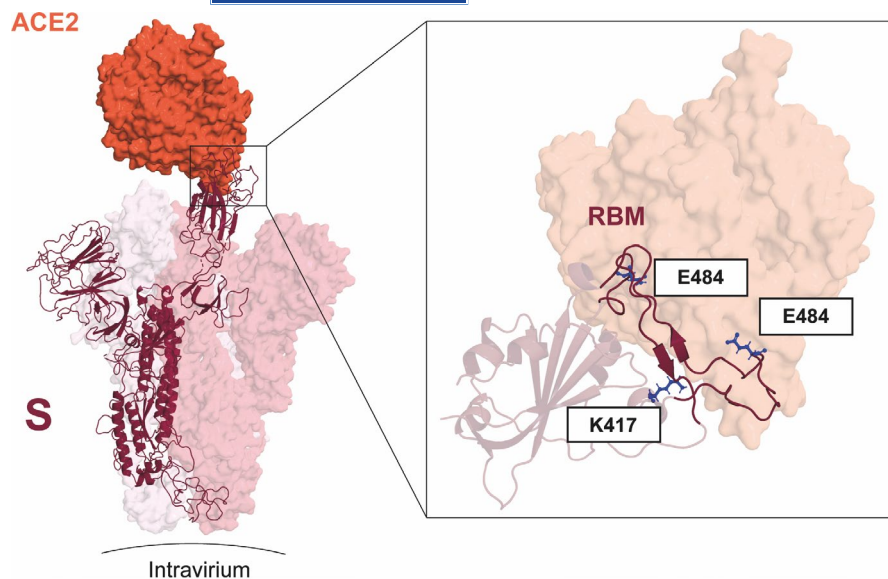 ACE2
RBM
E484
E484
K417
S
Intravirium